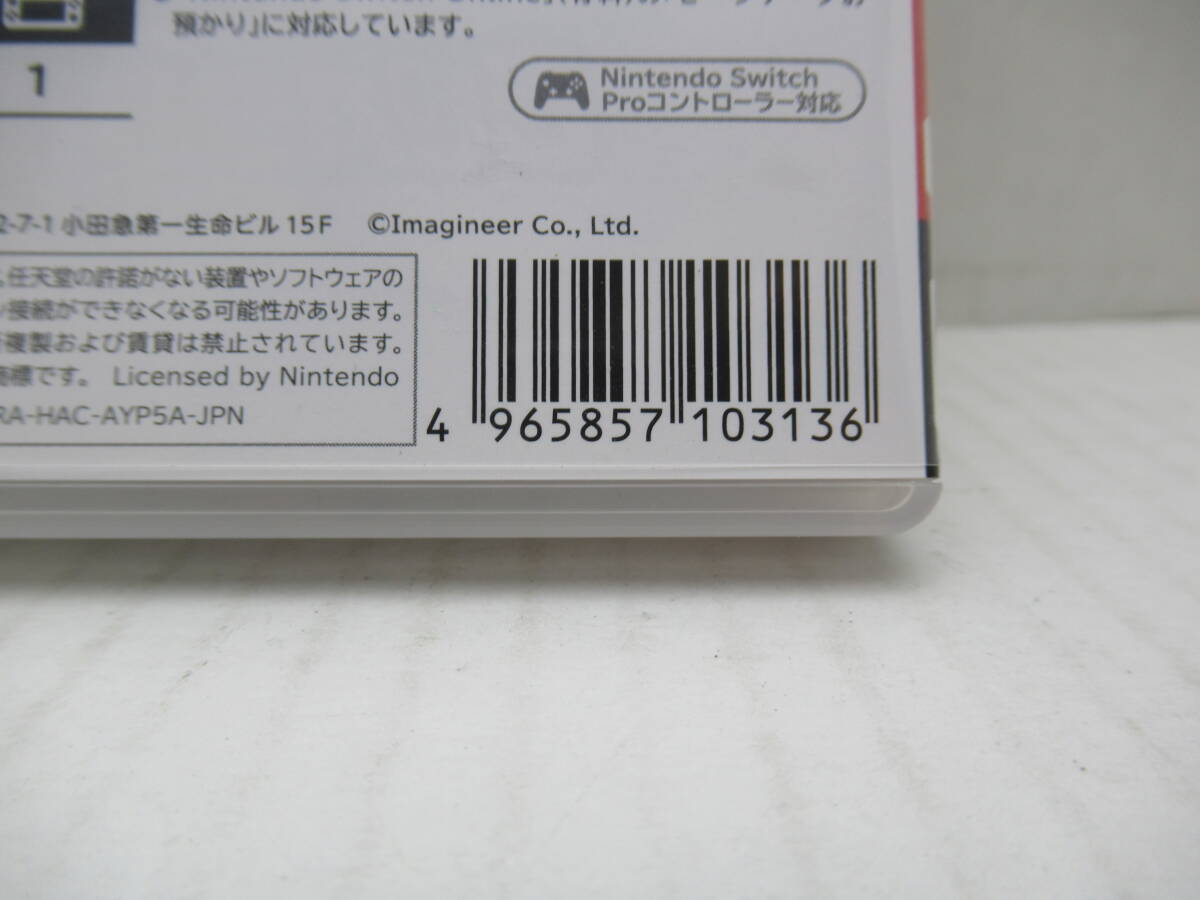 預かり」に対応しています。
1
Nintendo Switch
Proコントローラー対応
2-7-1 小田急第一生命ビル 15F ©Imagineer Co., Ltd.
任天堂の許諾がない装置やソフトウェアの
接続ができなくなる可能性があります。
複製および賃貸は禁止されています。
商標です。 Licensed by Nintendo
RA-HAC-AYP5A-JPN
4 965857 103136